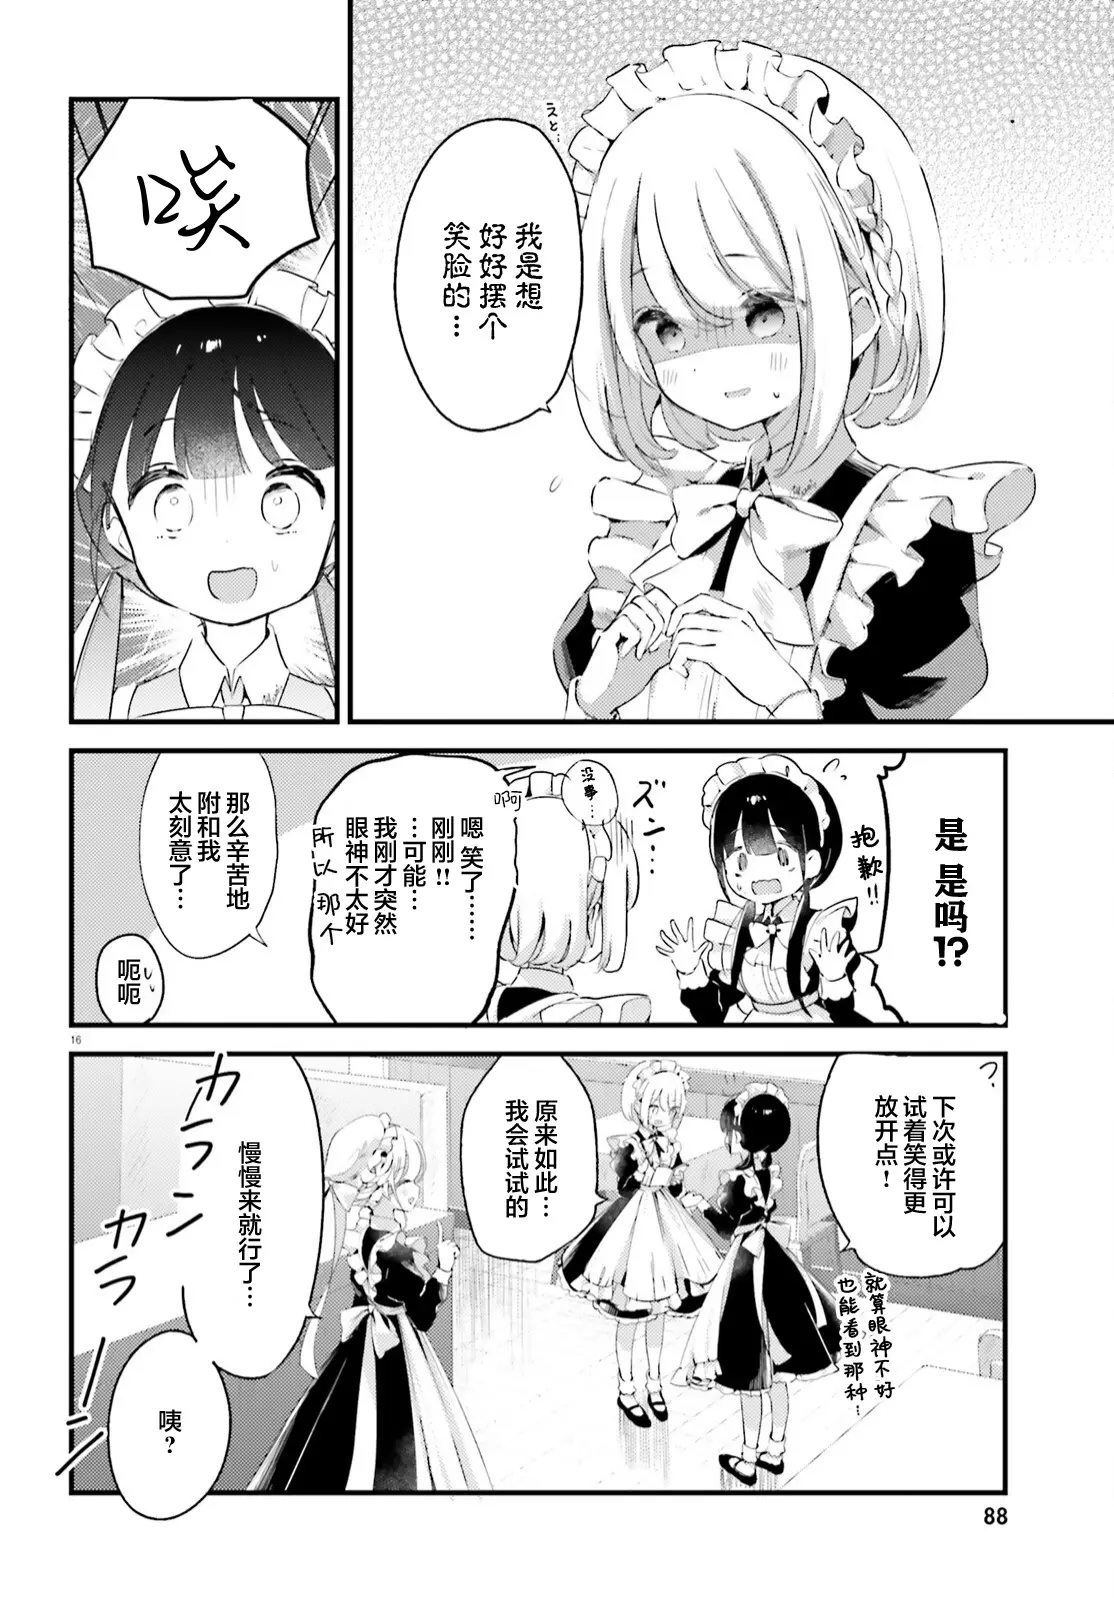 えと…
我是想
好好摆个
笑脸的…
唉
是 是吗!?
抱歉!!
ズーン…
没事…
啊
嗯 笑了……
刚刚!!
…可能…
我刚才突然
眼神不太好
所以那个
那么辛苦地
附和我
太刻意了…
呃
呃
16
下次或许可以
试着笑得更
放开点!
就算眼神不好
也能看到那种…
原来如此…
我会试试的
慢慢来就行了…
カラン
カラ
咦?
88